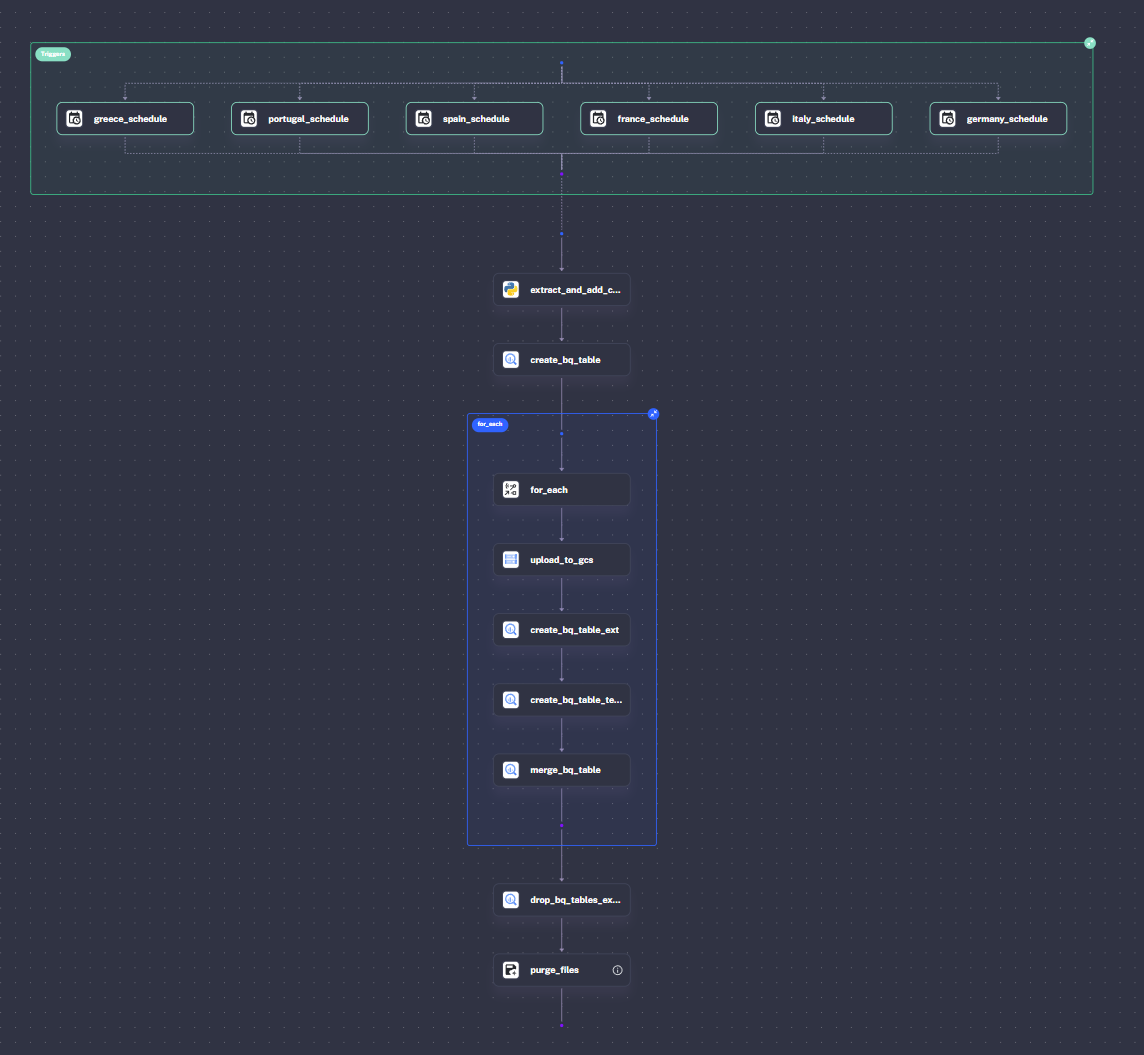 Triggers
greece_schedule
portugal_schedule
spain_schedule
france_schedule
italy_schedule
germany_schedule
extract_and_add_c...
create_bq_table
for_each
for_each
upload_to_gcs
create_bq_table_ext
create_bq_table_te...
merge_bq_table
drop_bq_tables_ex...
purge_files